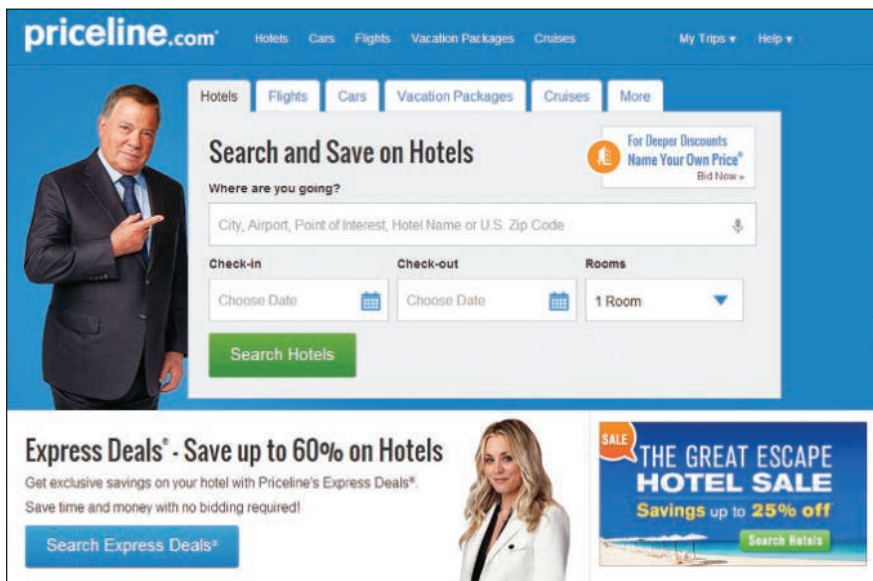 priceline.com®
Hotels Cars Flights Vacation Packages Cruises My Trips Help
Hotels Flights Cars Vacation Packages Cruises More
Search and Save on Hotels
For Deeper Discounts
Name Your Own Price®
Bid Now »
Where are you going?
City, Airport, Point of Interest, Hotel Name or U.S. Zip Code
Check-in Check-out Rooms
Choose Date Choose Date 1 Room
Search Hotels
Express Deals® - Save up to 60% on Hotels
Get exclusive savings on your hotel with Priceline's Express Deals®.
Save time and money with no bidding required!
Search Express Deals®
SALE
THE GREAT ESCAPE
HOTEL SALE
Savings up to 25% off
Search Hotels